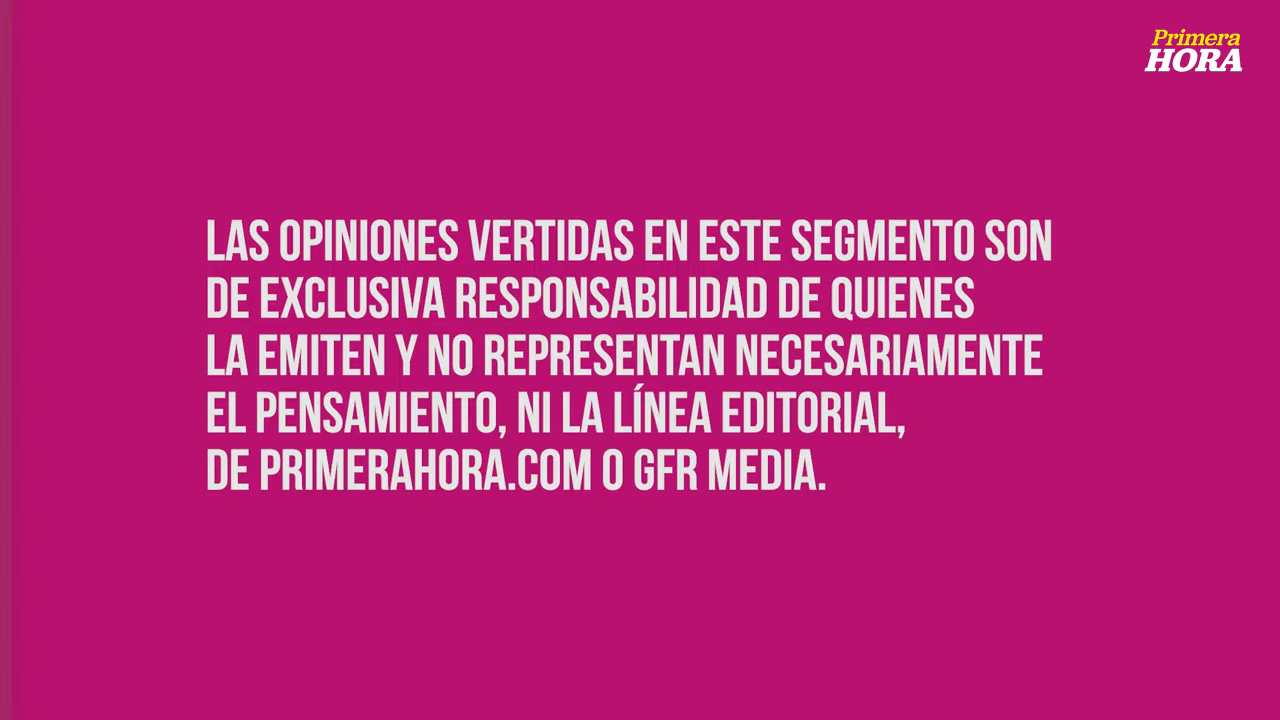 Primera
HORA
LAS OPINIONES VERTIDAS EN ESTE SEGMENTO SON
DE EXCLUSIVA RESPONSABILIDAD DE QUIENES
LA EMITEN Y NO REPRESENTAN NECESARIAMENTE
EL PENSAMIENTO, NI LA LÍNEA EDITORIAL,
DE PRIMERAHORA.COM O GFR MEDIA.